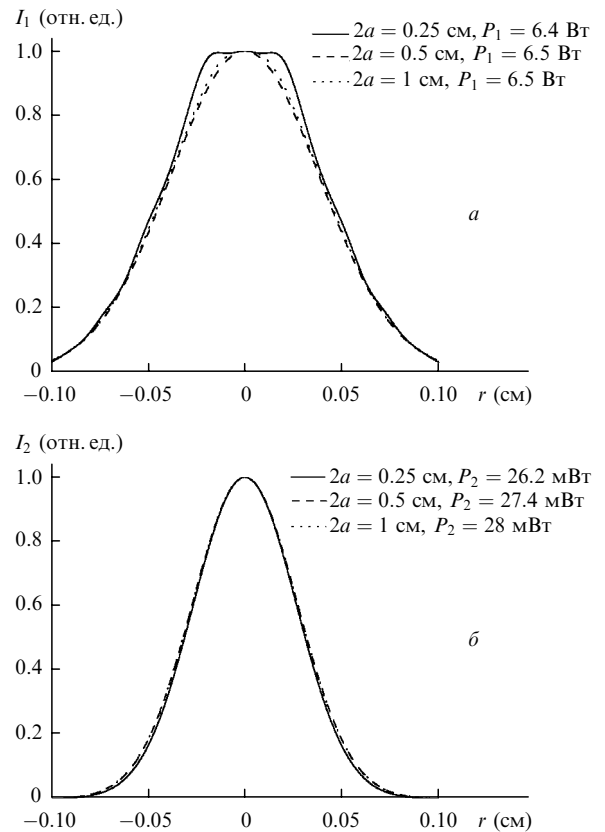 I₁ (отн. ед.)
2a = 0.25 см, P₁ = 6.4 Вт
2a = 0.5 см, P₁ = 6.5 Вт
2a = 1 см, P₁ = 6.5 Вт
1.0
0.8
0.6
0.4
0.2
0
а
−0.10 −0.05 0 0.05 0.10 r (см)
I₂ (отн. ед.)
2a = 0.25 см, P₂ = 26.2 мВт
2a = 0.5 см, P₂ = 27.4 мВт
2a = 1 см, P₂ = 28 мВт
1.0
0.8
0.6
0.4
0.2
0
б
−0.10 −0.05 0 0.05 0.10 r (см)